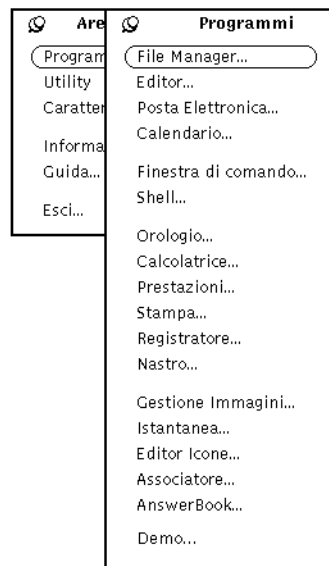 Are
Program
Utility
Caratter
Informa
Guida...
Esci...
Programmi
File Manager...
Editor...
Posta Elettronica...
Calendario...
Finestra di comando...
Shell...
Orologio...
Calcolatrice...
Prestazioni...
Stampa...
Registratore...
Nastro...
Gestione Immagini...
Istantanea...
Editor Icone...
Associatore...
AnswerBook...
Demo...